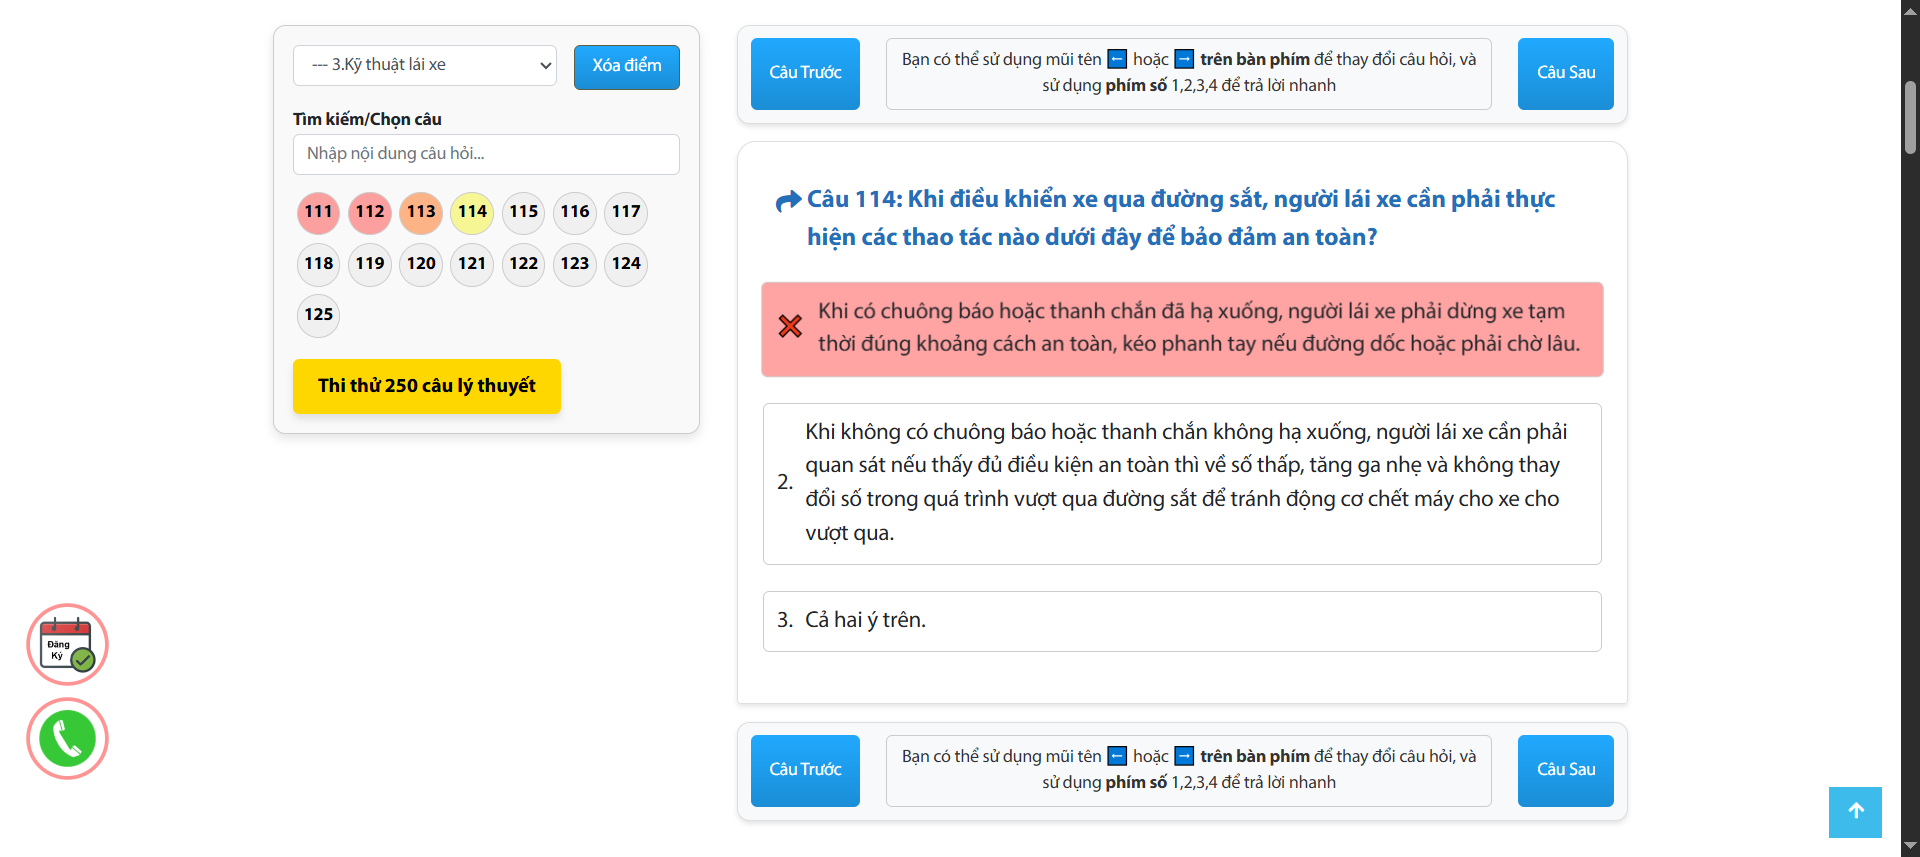 --- 3.Kỹ thuật lái xe
Xóa điểm
Tìm kiếm/Chọn câu
Nhập nội dung câu hỏi...
111 112 113 114 115 116 117
118 119 120 121 122 123 124
125
Thi thử 250 câu lý thuyết
Câu Trước
Bạn có thể sử dụng mũi tên ← hoặc → trên bàn phím để thay đổi câu hỏi, và
sử dụng phím số 1,2,3,4 để trả lời nhanh
Câu Sau
Câu 114: Khi điều khiển xe qua đường sắt, người lái xe cần phải thực
hiện các thao tác nào dưới đây để bảo đảm an toàn?
Khi có chuông báo hoặc thanh chắn đã hạ xuống, người lái xe phải dừng xe tạm
thời đúng khoảng cách an toàn, kéo phanh tay nếu đường dốc hoặc phải chờ lâu.
2.
Khi không có chuông báo hoặc thanh chắn không hạ xuống, người lái xe cần phải
quan sát nếu thấy đủ điều kiện an toàn thì về số thấp, tăng ga nhẹ và không thay
đổi số trong quá trình vượt qua đường sắt để tránh động cơ chết máy cho xe cho
vượt qua.
3. Cả hai ý trên.
Câu Trước
Bạn có thể sử dụng mũi tên ← hoặc → trên bàn phím để thay đổi câu hỏi, và
sử dụng phím số 1,2,3,4 để trả lời nhanh
Câu Sau
Đăng
Ký